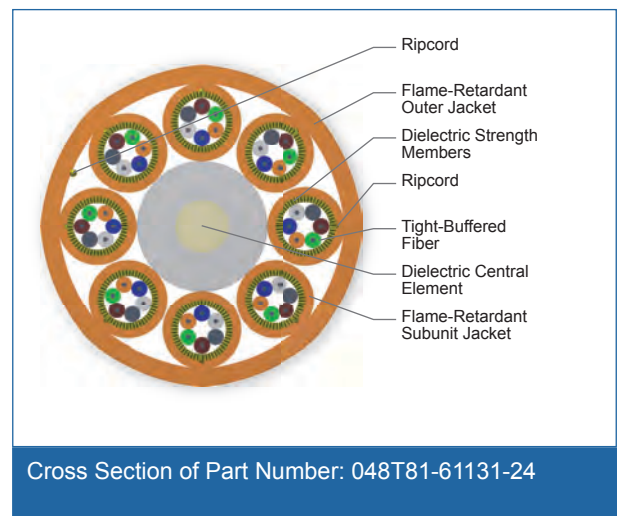 Ripcord
Flame-Retardant
Outer Jacket
Dielectric Strength
Members
Ripcord
Tight-Buffered
Fiber
Dielectric Central
Element
Flame-Retardant
Subunit Jacket
Cross Section of Part Number: 048T81-61131-24